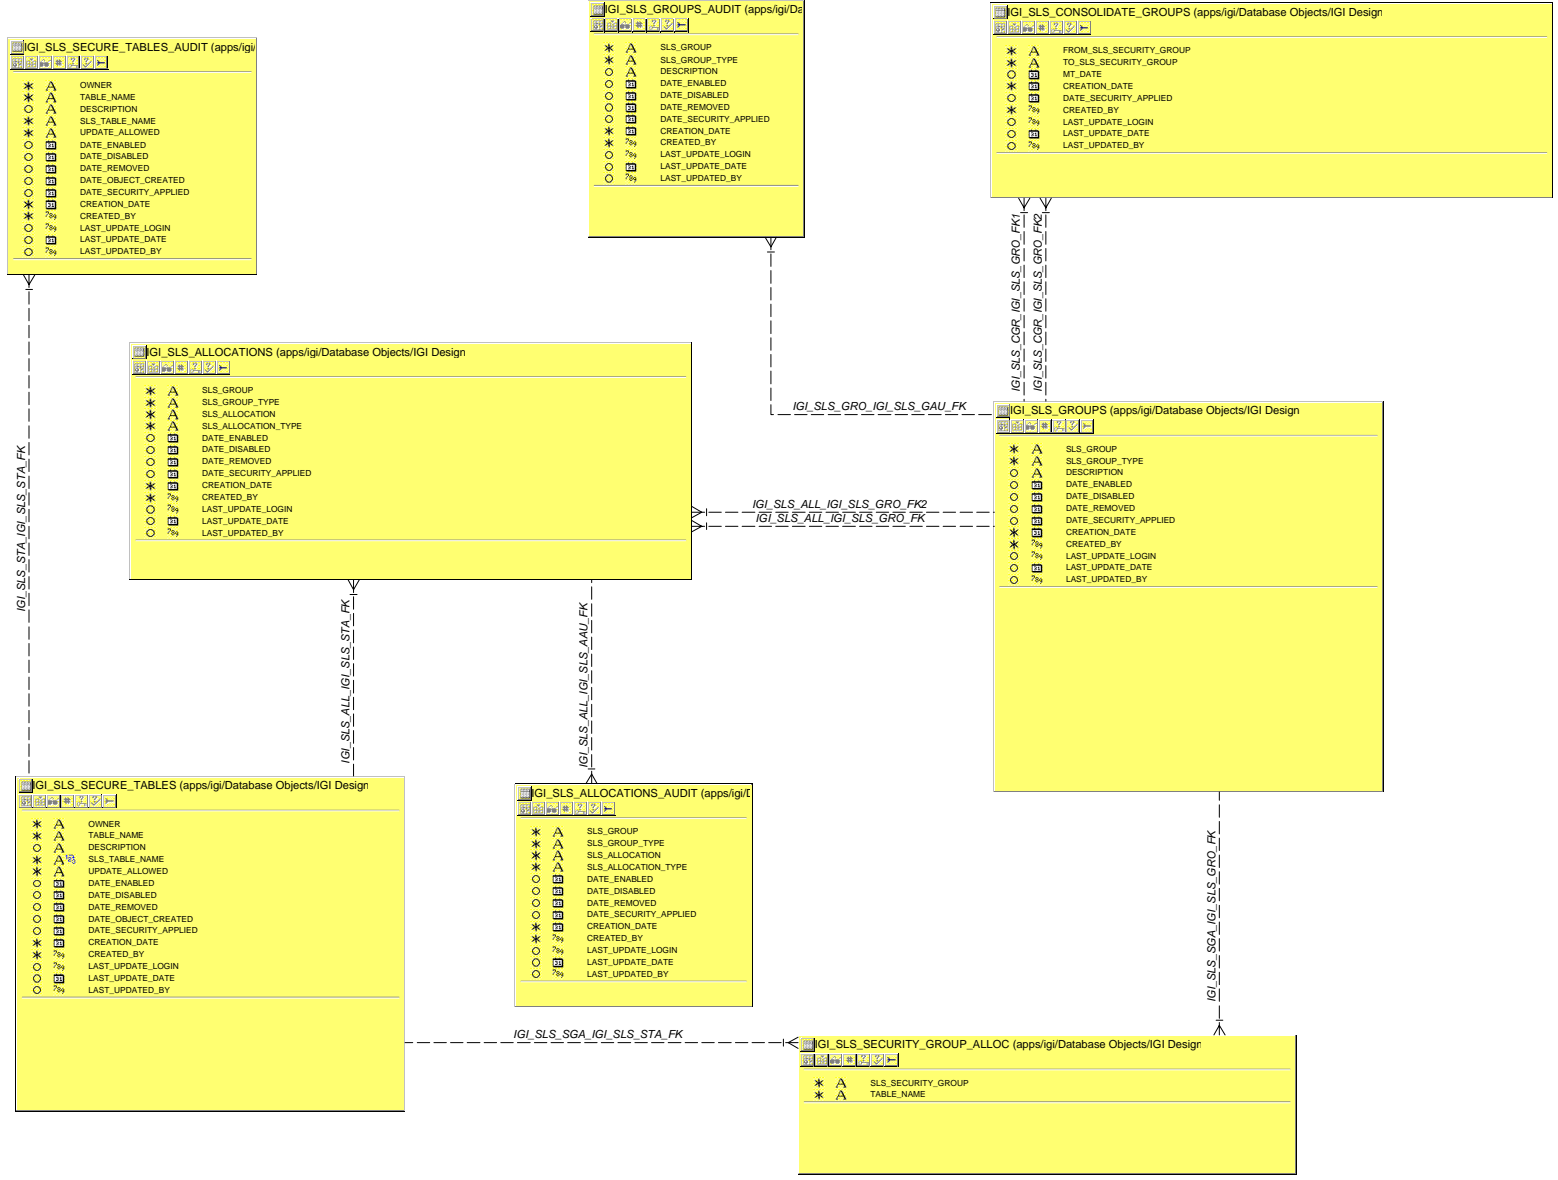 IGI_SLS_SECURE_TABLES_AUDIT (apps/igi/
OWNER
TABLE_NAME
DESCRIPTION
SLS_TABLE_NAME
UPDATE_ALLOWED
DATE_ENABLED
DATE_DISABLED
DATE_REMOVED
DATE_OBJECT_CREATED
DATE_SECURITY_APPLIED
CREATION_DATE
CREATED_BY
LAST_UPDATE_LOGIN
LAST_UPDATE_DATE
LAST_UPDATED_BY
IGI_SLS_GROUPS_AUDIT (apps/igi/Da
SLS_GROUP
SLS_GROUP_TYPE
DESCRIPTION
DATE_ENABLED
DATE_DISABLED
DATE_REMOVED
DATE_SECURITY_APPLIED
CREATION_DATE
CREATED_BY
LAST_UPDATE_LOGIN
LAST_UPDATE_DATE
LAST_UPDATED_BY
IGI_SLS_CONSOLIDATE_GROUPS (apps/igi/Database Objects/IGI Design
FROM_SLS_SECURITY_GROUP
TO_SLS_SECURITY_GROUP
MT_DATE
CREATION_DATE
DATE_SECURITY_APPLIED
CREATED_BY
LAST_UPDATE_LOGIN
LAST_UPDATE_DATE
LAST_UPDATED_BY
IGI_SLS_CGR_IGI_SLS_GRO_FK1
IGI_SLS_CGR_IGI_SLS_GRO_FK2
IGI_SLS_ALLOCATIONS (apps/igi/Database Objects/IGI Design
SLS_GROUP
SLS_GROUP_TYPE
SLS_ALLOCATION
SLS_ALLOCATION_TYPE
DATE_ENABLED
DATE_DISABLED
DATE_REMOVED
DATE_SECURITY_APPLIED
CREATION_DATE
CREATED_BY
LAST_UPDATE_LOGIN
LAST_UPDATE_DATE
LAST_UPDATED_BY
IGI_SLS_GRO_IGI_SLS_GAU_FK
IGI_SLS_GROUPS (apps/igi/Database Objects/IGI Design
SLS_GROUP
SLS_GROUP_TYPE
DESCRIPTION
DATE_ENABLED
DATE_DISABLED
DATE_REMOVED
DATE_SECURITY_APPLIED
CREATION_DATE
CREATED_BY
LAST_UPDATE_LOGIN
LAST_UPDATE_DATE
LAST_UPDATED_BY
IGI_SLS_ALL_IGI_SLS_GRO_FK2
IGI_SLS_ALL_IGI_SLS_GRO_FK
IGI_SLS_STA_IGI_SLS_STA_FK
IGI_SLS_ALL_IGI_SLS_STA_FK
IGI_SLS_ALL_IGI_SLS_AAU_FK
IGI_SLS_SECURE_TABLES (apps/igi/Database Objects/IGI Design
OWNER
TABLE_NAME
DESCRIPTION
SLS_TABLE_NAME
UPDATE_ALLOWED
DATE_ENABLED
DATE_DISABLED
DATE_REMOVED
DATE_OBJECT_CREATED
DATE_SECURITY_APPLIED
CREATION_DATE
CREATED_BY
LAST_UPDATE_LOGIN
LAST_UPDATE_DATE
LAST_UPDATED_BY
IGI_SLS_ALLOCATIONS_AUDIT (apps/igi/D
SLS_GROUP
SLS_GROUP_TYPE
SLS_ALLOCATION
SLS_ALLOCATION_TYPE
DATE_ENABLED
DATE_DISABLED
DATE_REMOVED
DATE_SECURITY_APPLIED
CREATION_DATE
CREATED_BY
LAST_UPDATE_LOGIN
LAST_UPDATE_DATE
LAST_UPDATED_BY
IGI_SLS_SGA_IGI_SLS_GRO_FK
IGI_SLS_SGA_IGI_SLS_STA_FK
IGI_SLS_SECURITY_GROUP_ALLOC (apps/igi/Database Objects/IGI Design
SLS_SECURITY_GROUP
TABLE_NAME